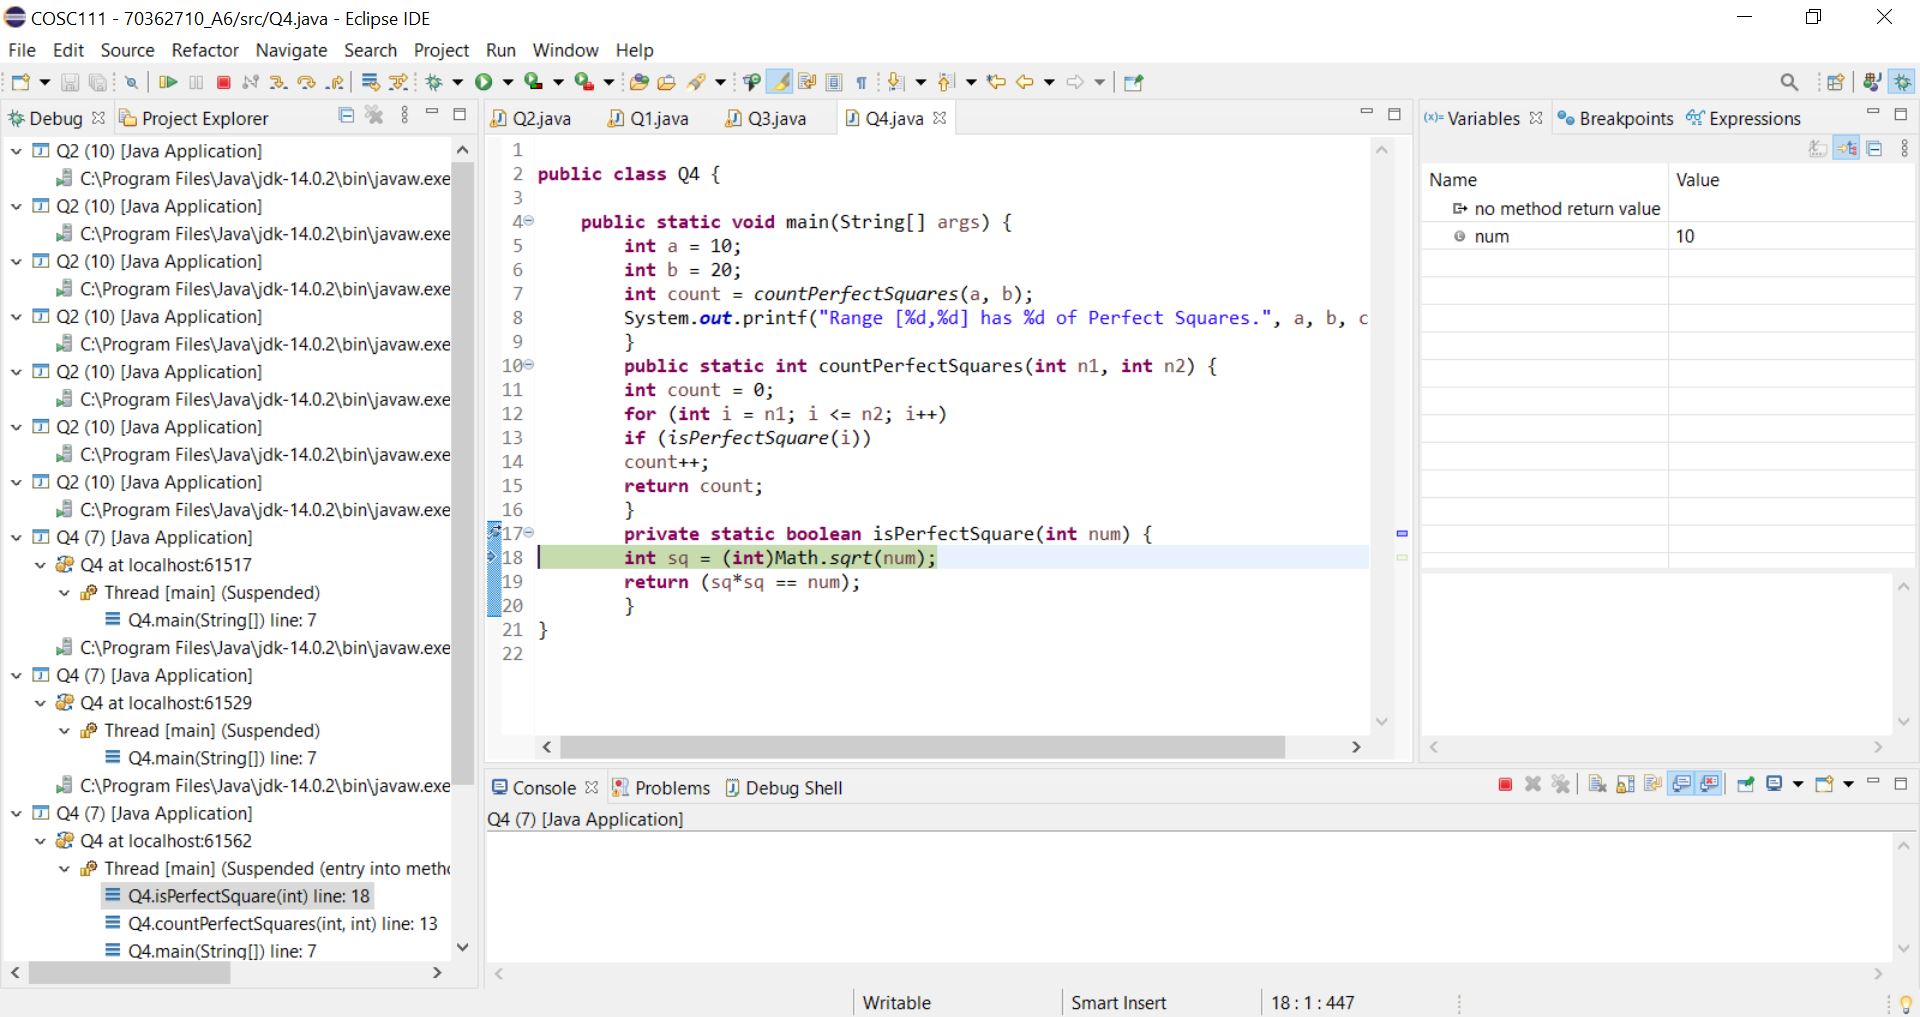 COSC111 - 70362710_A6/src/Q4.java - Eclipse IDE
File Edit Source Refactor Navigate Search Project Run Window Help
Debug Project Explorer
Q2 (10) [Java Application]
C:\Program Files\Java\jdk-14.0.2\bin\javaw.exe
Q2 (10) [Java Application]
C:\Program Files\Java\jdk-14.0.2\bin\javaw.exe
Q2 (10) [Java Application]
C:\Program Files\Java\jdk-14.0.2\bin\javaw.exe
Q2 (10) [Java Application]
C:\Program Files\Java\jdk-14.0.2\bin\javaw.exe
Q2 (10) [Java Application]
C:\Program Files\Java\jdk-14.0.2\bin\javaw.exe
Q2 (10) [Java Application]
C:\Program Files\Java\jdk-14.0.2\bin\javaw.exe
Q2 (10) [Java Application]
C:\Program Files\Java\jdk-14.0.2\bin\javaw.exe
Q4 (7) [Java Application]
Q4 at localhost:61517
Thread [main] (Suspended)
Q4.main(String[]) line: 7
C:\Program Files\Java\jdk-14.0.2\bin\javaw.exe
Q4 (7) [Java Application]
Q4 at localhost:61529
Thread [main] (Suspended)
Q4.main(String[]) line: 7
C:\Program Files\Java\jdk-14.0.2\bin\javaw.exe
Q4 (7) [Java Application]
Q4 at localhost:61562
Thread [main] (Suspended (entry into meth
Q4.isPerfectSquare(int) line: 18
Q4.countPerfectSquares(int, int) line: 13
Q4.main(String[]) line: 7
Q2.java Q1.java Q3.java Q4.java
1
2 public class Q4 {
3
4 public static void main(String[] args) {
5 int a = 10;
6 int b = 20;
7 int count = countPerfectSquares(a, b);
8 System.out.printf("Range [%d,%d] has %d of Perfect Squares.", a, b, c
9 }
10 public static int countPerfectSquares(int n1, int n2) {
11 int count = 0;
12 for (int i = n1; i <= n2; i++)
13 if (isPerfectSquare(i))
14 count++;
15 return count;
16 }
17 private static boolean isPerfectSquare(int num) {
18 int sq = (int)Math.sqrt(num);
19 return (sq*sq == num);
20 }
21 }
22
(x)= Variables Breakpoints Expressions
Name Value
no method return value
num 10
Console Problems Debug Shell
Q4 (7) [Java Application]
Writable Smart Insert 18 : 1 : 447